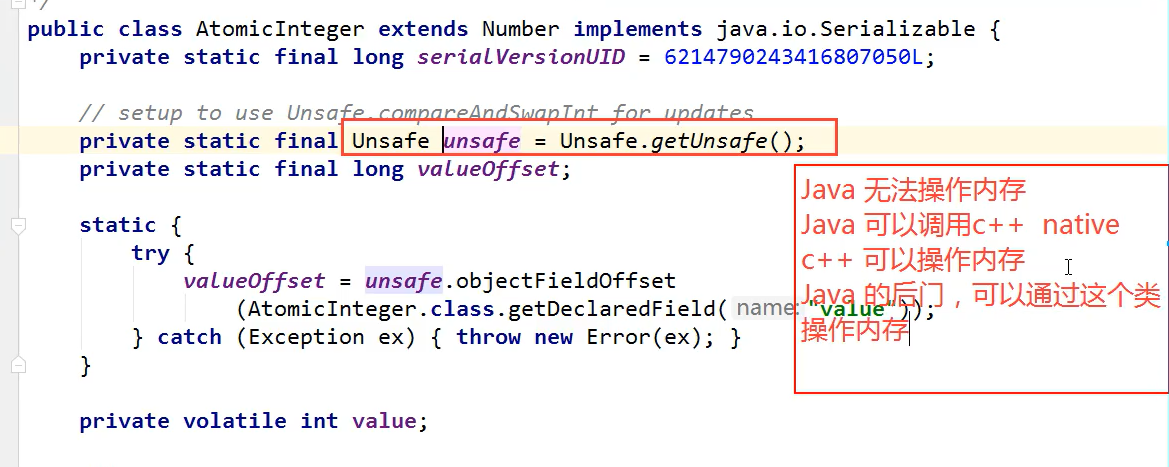 */
public class AtomicInteger extends Number implements java.io.Serializable {
private static final long serialVersionUID = 6214790243416807050L;
// setup to use Unsafe.compareAndSwapInt for updates
private static final Unsafe unsafe = Unsafe.getUnsafe();
private static final long valueOffset;
Java 无法操作内存
Java 可以调用c++ native
c++ 可以操作内存
Java 的后门，可以通过这个类
操作内存
static {
try {
valueOffset = unsafe.objectFieldOffset
(AtomicInteger.class.getDeclaredField( name: "value"));
} catch (Exception ex) { throw new Error(ex); }
}
private volatile int value;